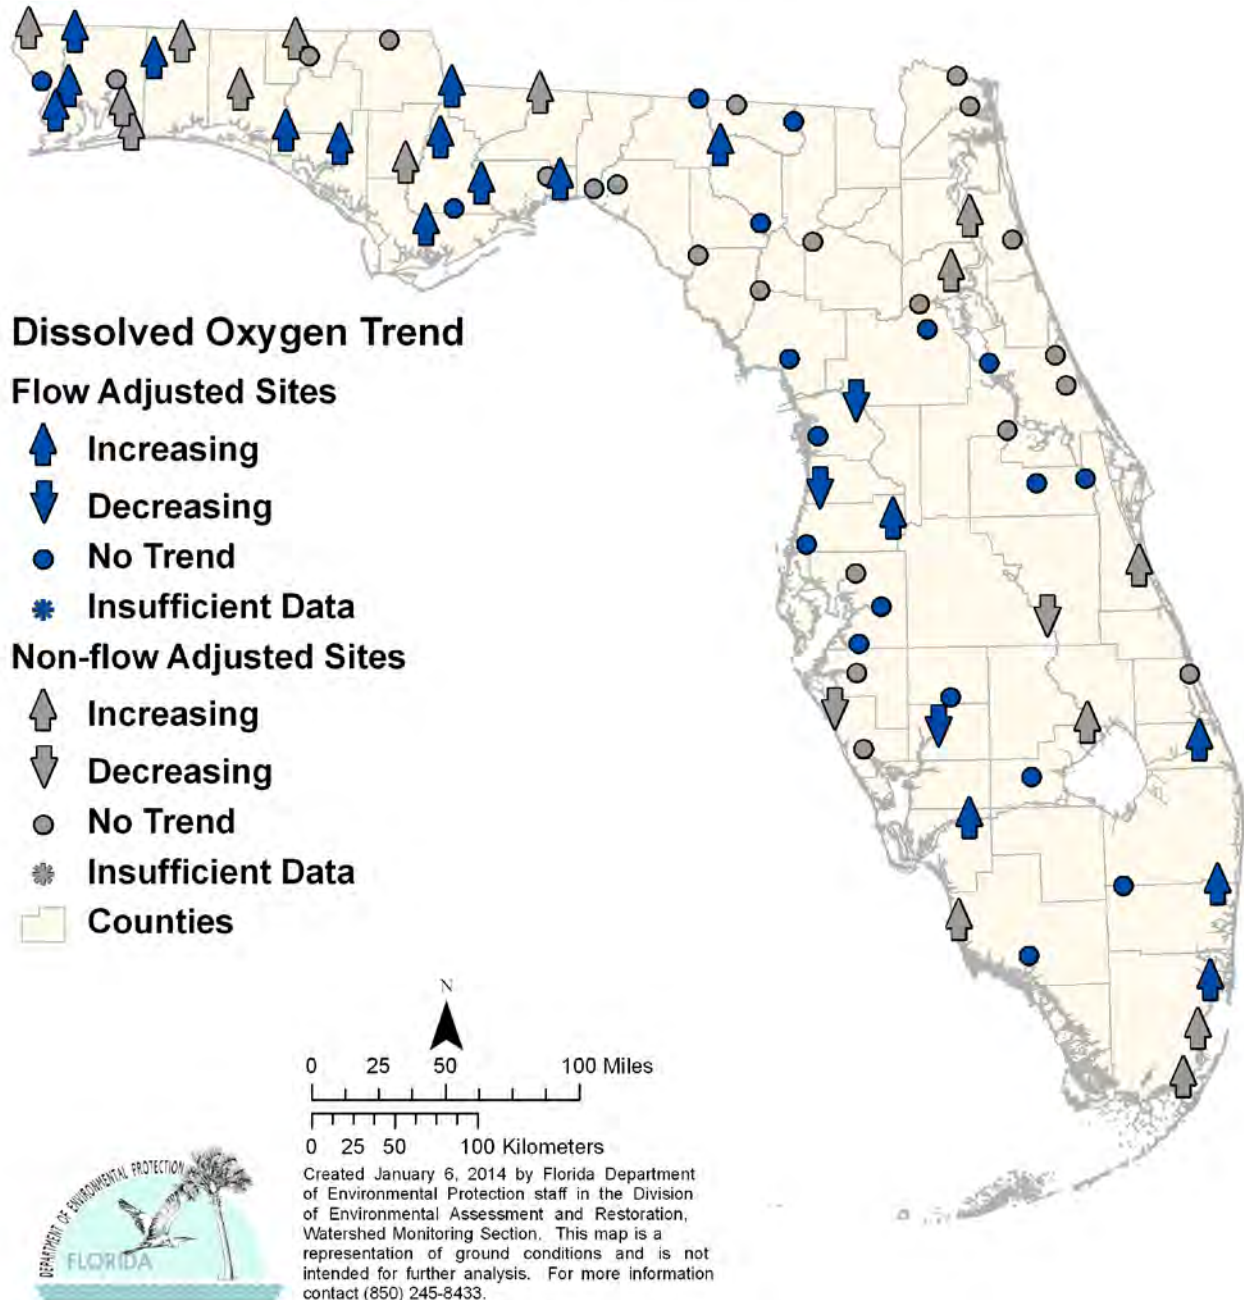 Dissolved Oxygen Trend
Flow Adjusted Sites
Increasing
Decreasing
No Trend
Insufficient Data
Non-flow Adjusted Sites
Increasing
Decreasing
No Trend
Insufficient Data
Counties
N
0 25 50 100 Miles
0 25 50 100 Kilometers
Created January 6, 2014 by Florida Department
of Environmental Protection staff in the Division
of Environmental Assessment and Restoration,
Watershed Monitoring Section. This map is a
representation of ground conditions and is not
intended for further analysis. For more information
contact (850) 245-8433.
DEPARTMENT OF ENVIRONMENTAL PROTECTION
FLORIDA